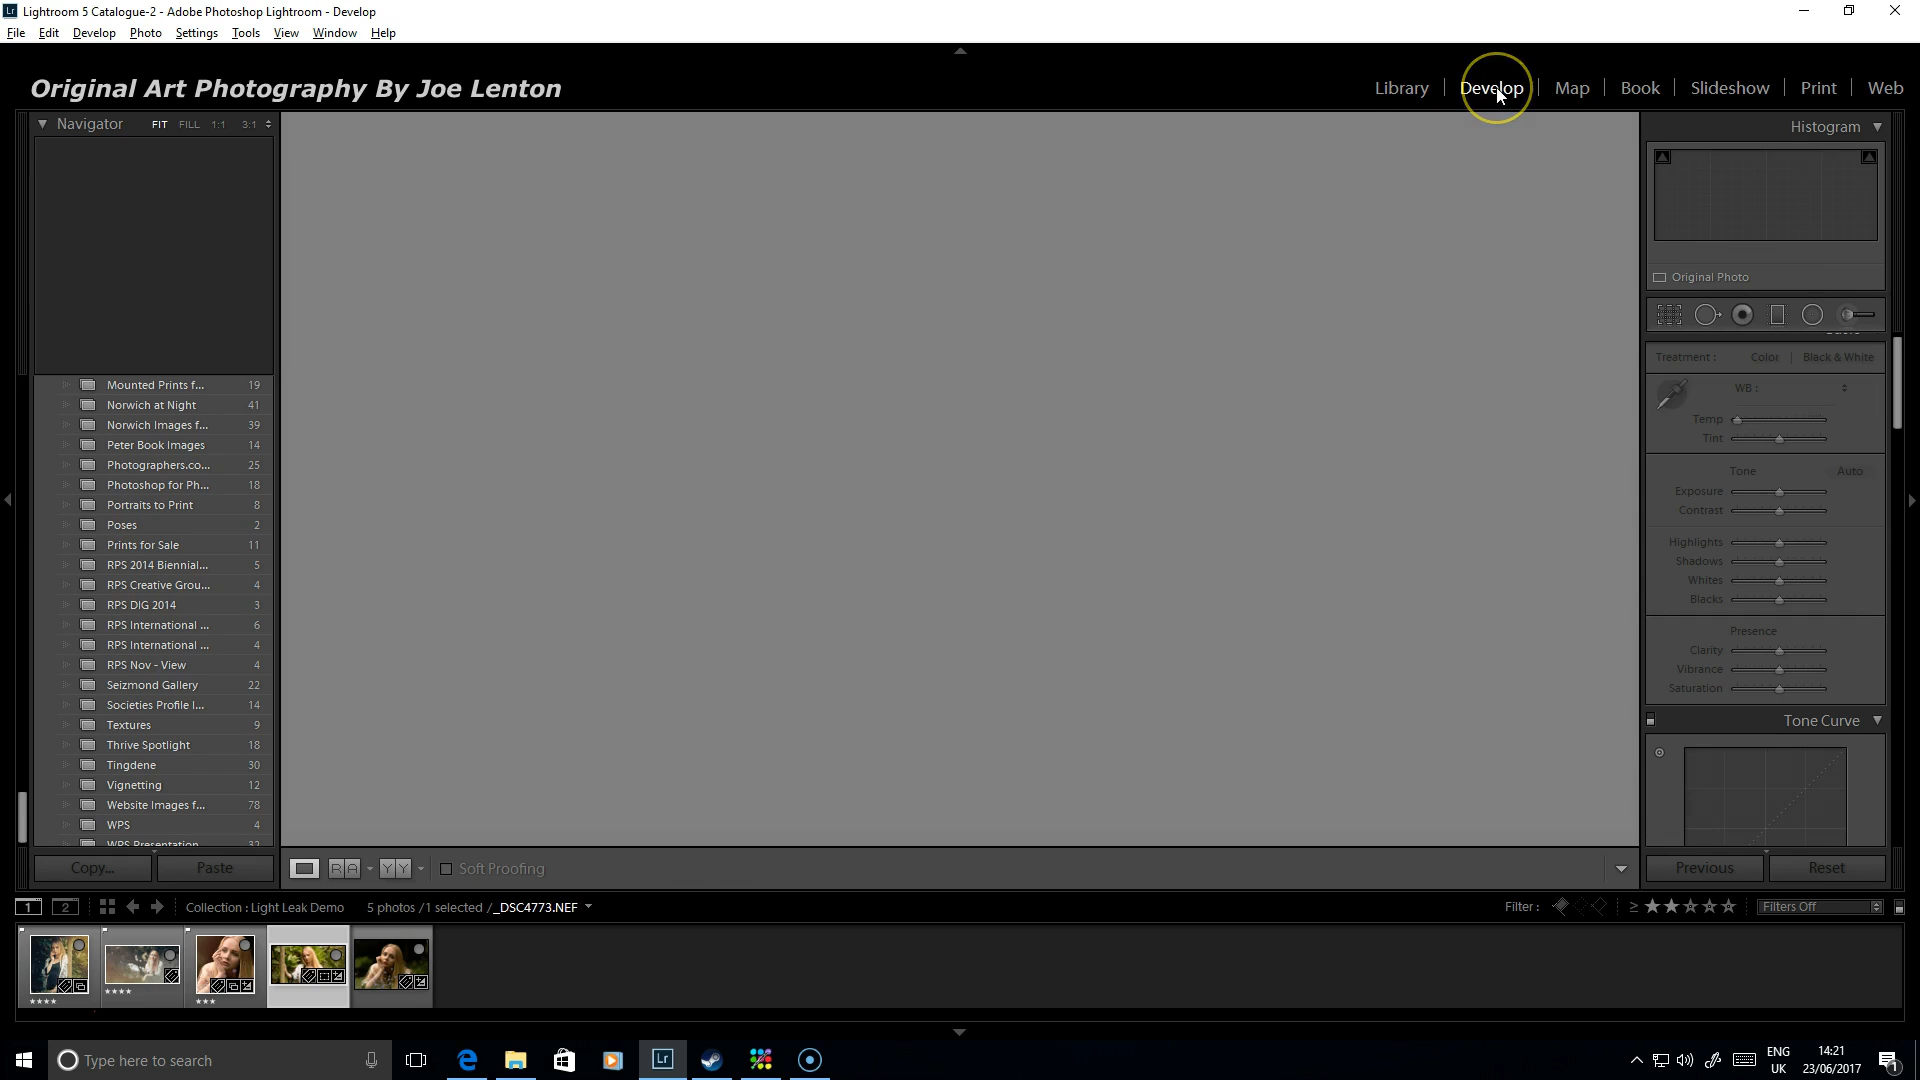 Lightroom 5 Catalogue-2 - Adobe Photoshop Lightroom - Develop
File Edit Develop Photo Settings Tools View Window Help
Original Art Photography By Joe Lenton
Library Develop Map Book Slideshow Print Web
Navigator FIT FILL 1:1 3:1
Histogram
Original Photo
Treatment : Color Black & White
WB :
Temp
Tint
Tone Auto
Exposure
Contrast
Highlights
Shadows
Whites
Blacks
Presence
Clarity
Vibrance
Saturation
Tone Curve
Mounted Prints f... 19
Norwich at Night 41
Norwich Images f... 39
Peter Book Images 14
Photographers.co... 25
Photoshop for Ph... 18
Portraits to Print 8
Poses 2
Prints for Sale 11
RPS 2014 Biennial... 5
RPS Creative Grou... 4
RPS DIG 2014 3
RPS International ... 6
RPS International ... 4
RPS Nov - View 4
Seizmond Gallery 22
Societies Profile I... 14
Textures 9
Thrive Spotlight 18
Tingdene 30
Vignetting 12
Website Images f... 78
WPS 4
WPS Presentation 32
Copy... Paste
R A Y Y Soft Proofing
Previous Reset
1 2 Collection : Light Leak Demo 5 photos /1 selected /_DSC4773.NEF
Filter : ≥ Filters Off
Type here to search
Lr
ENG
UK
14:21
23/06/2017
1